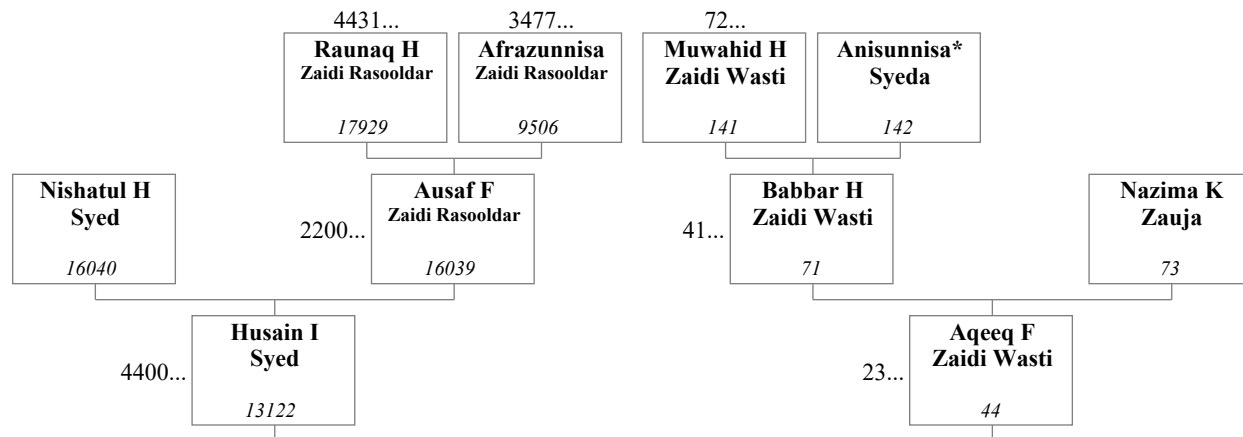 4431...
3477...
72...
Raunaq H
Zaidi Rasooldar
17929
Afrazunnisa
Zaidi Rasooldar
9506
Muwahid H
Zaidi Wasti
141
Anisunnisa*
Syeda
142
Nishatul H
Syed
16040
2200...
Ausaf F
Zaidi Rasooldar
16039
41...
Babbar H
Zaidi Wasti
71
Nazima K
Zauja
73
4400...
Husain I
Syed
13122
23...
Aqeeq F
Zaidi Wasti
44